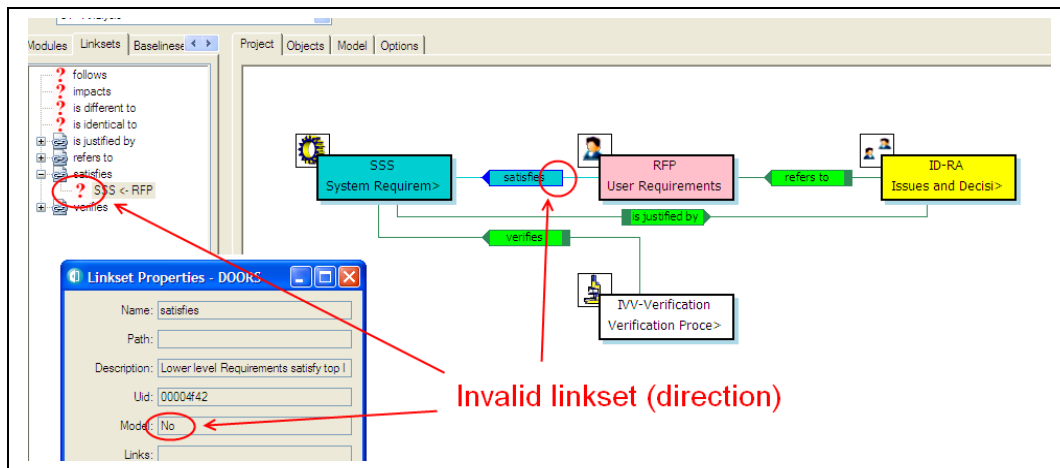 Modules Linksets Baselines
Project Objects Model Options
follows
impacts
is different to
is identical to
is justified by
refers to
satisfies
SSS <- RFP
verifies
SSS
System Requirem>
satisfies
RFP
User Requirements
refers to
ID-RA
Issues and Decisi>
is justified by
verifies
IVV-Verification
Verification Proce>
Linkset Properties - DOORS
Name: satisfies
Path:
Description: Lower level Requirements satisfy top l
Uid: 00004f42
Model: No
Links:
Invalid linkset (direction)